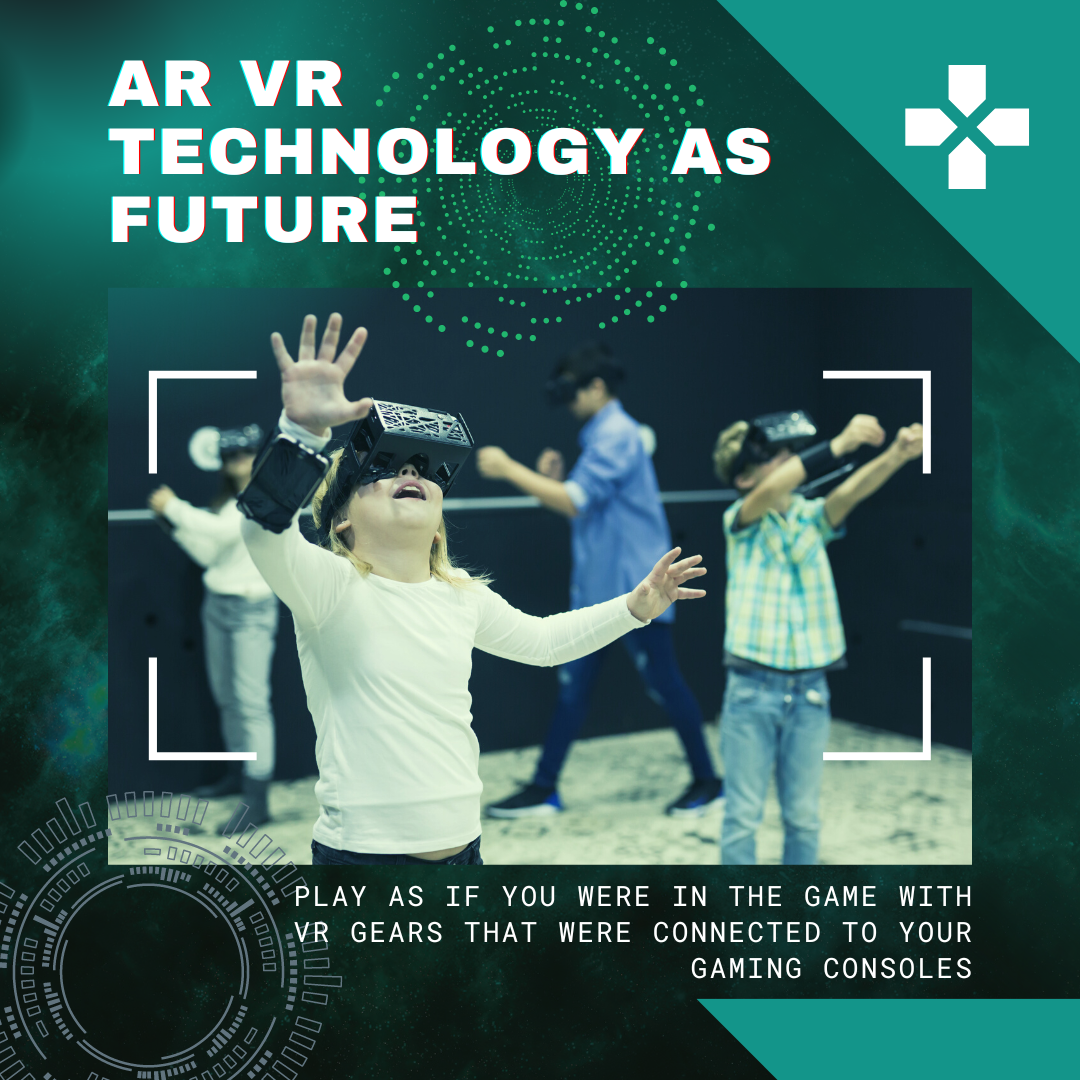 AR VR
TECHNOLOGY AS
FUTURE
PLAY AS IF YOU WERE IN THE GAME WITH
VR GEARS THAT WERE CONNECTED TO YOUR
GAMING CONSOLES